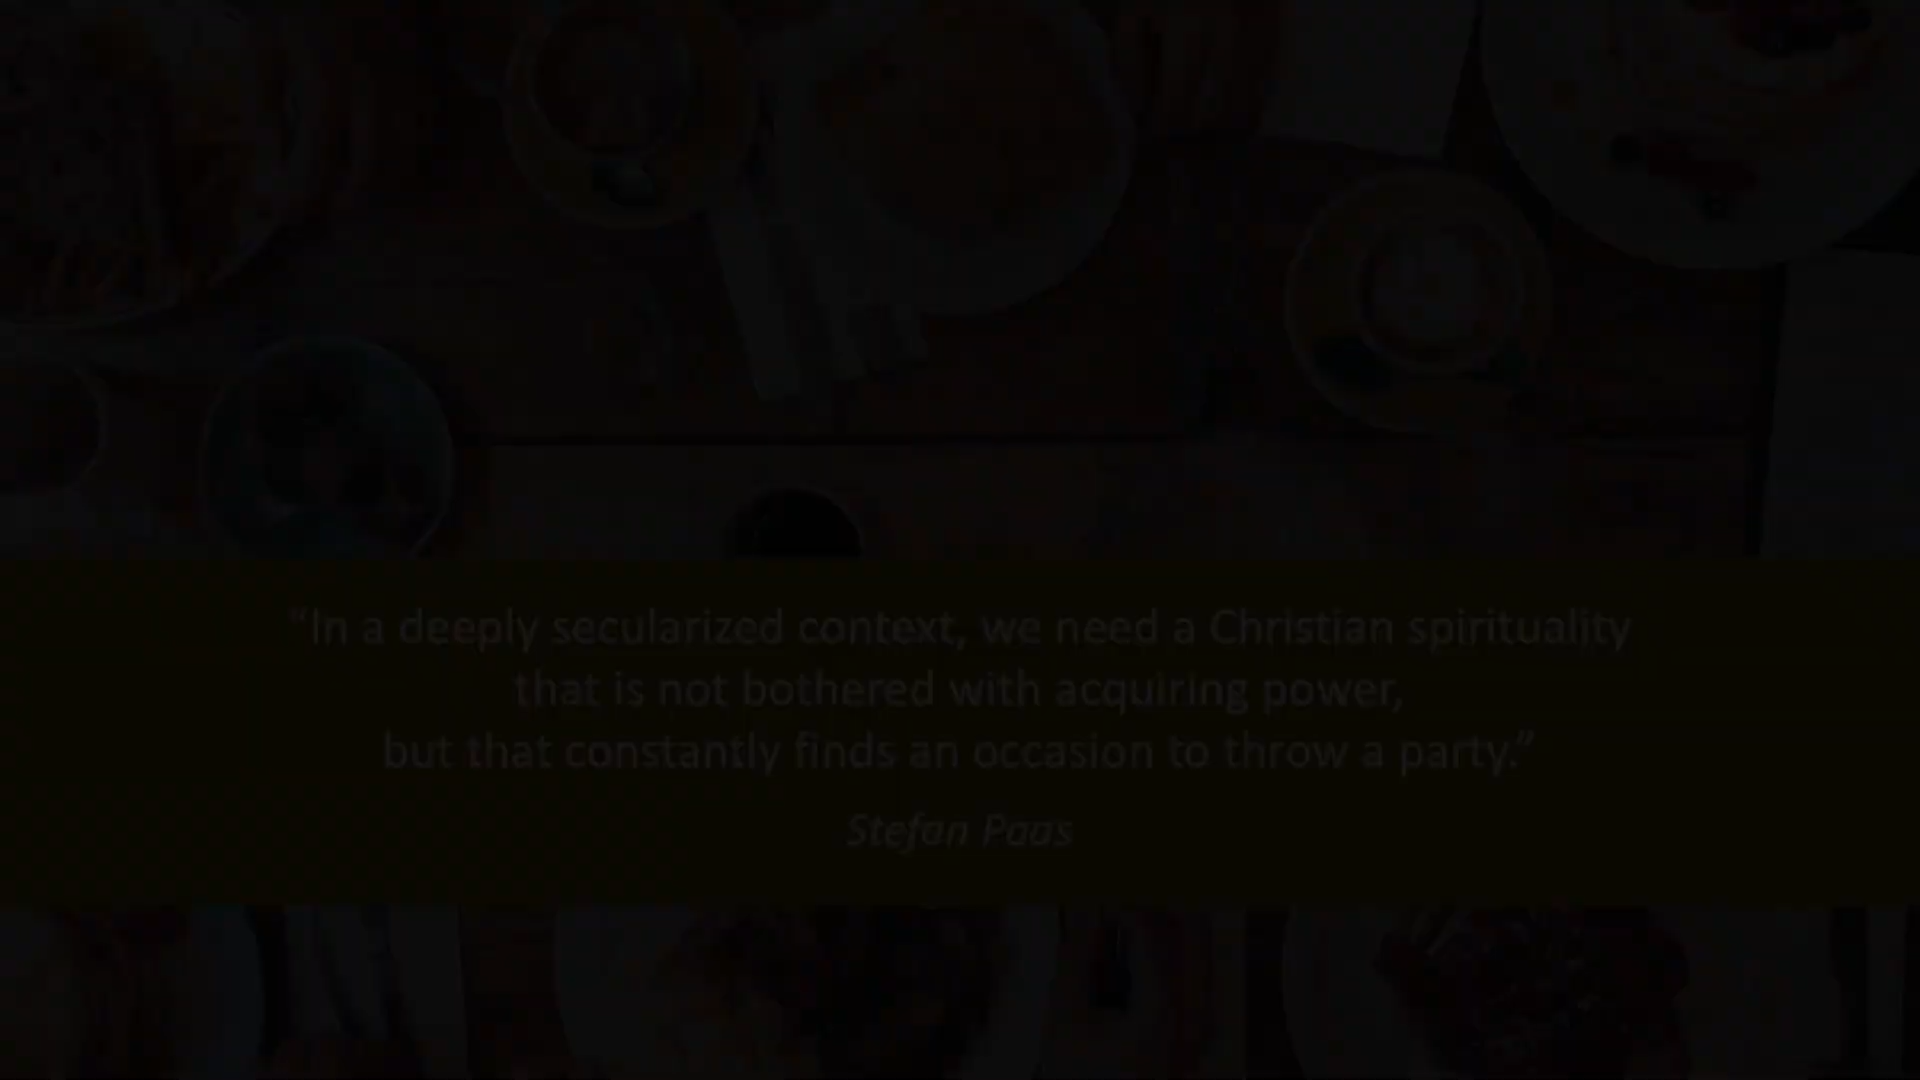 “In a deeply secularized context, we need a Christian spirituality
that is not bothered with acquiring power,
but that constantly finds an occasion to throw a party.”
Stefan Paas